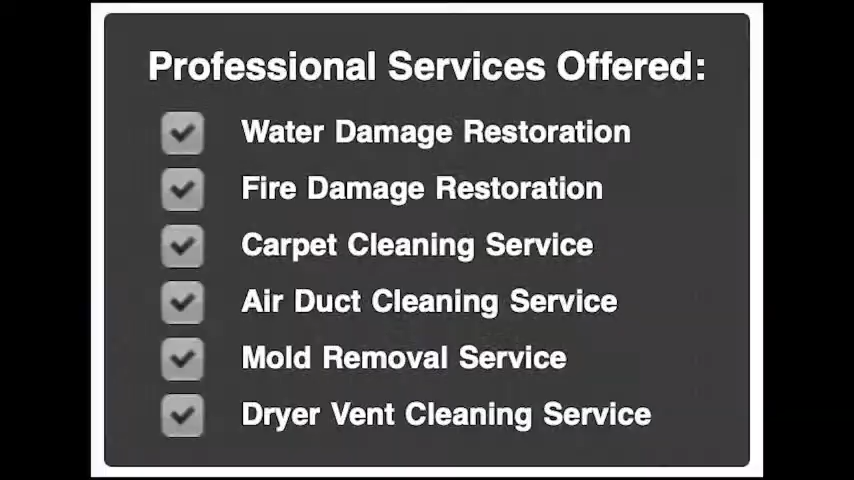 Professional Services Offered:
Water Damage Restoration
Fire Damage Restoration
Carpet Cleaning Service
Air Duct Cleaning Service
Mold Removal Service
Dryer Vent Cleaning Service